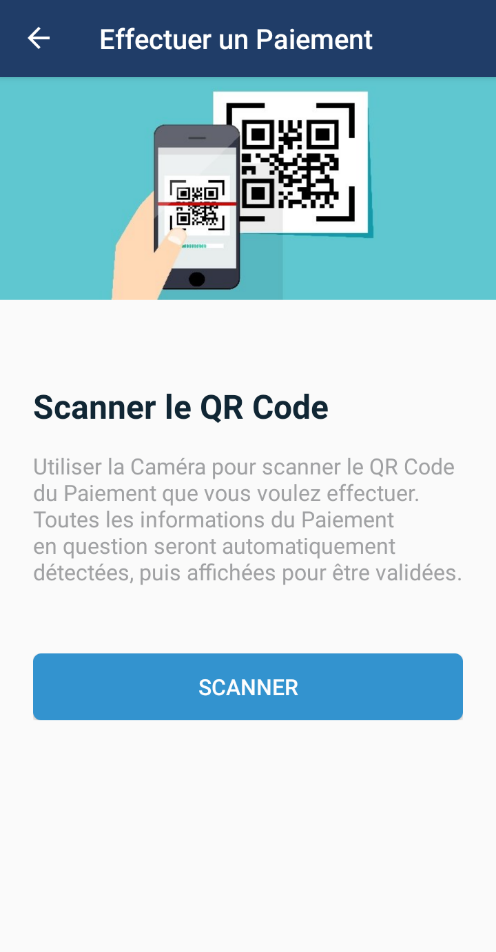 Effectuer un Paiement
Scanner le QR Code
Utiliser la Caméra pour scanner le QR Code
du Paiement que vous voulez effectuer.
Toutes les informations du Paiement
en question seront automatiquement
détectées, puis affichées pour être validées.
SCANNER